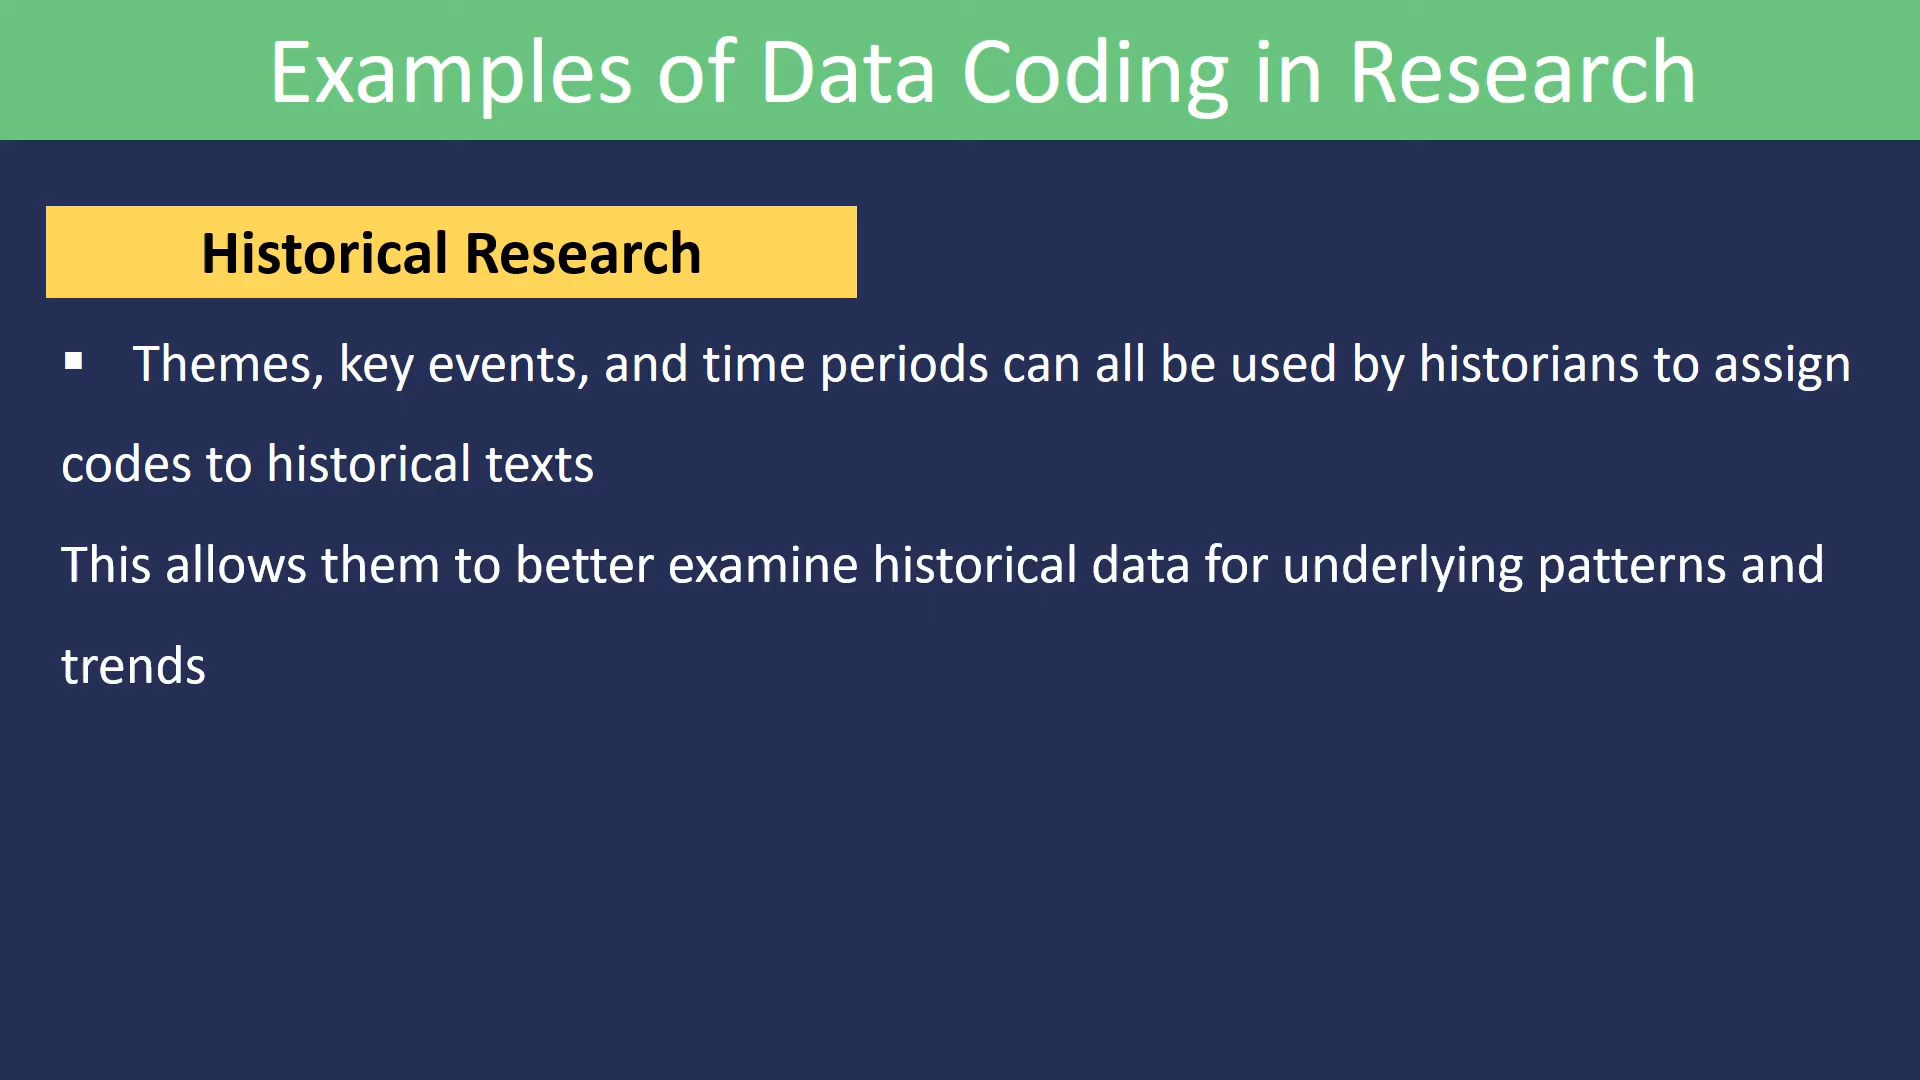 Examples of Data Coding in Research
Historical Research
▪ Themes, key events, and time periods can all be used by historians to assign
codes to historical texts
This allows them to better examine historical data for underlying patterns and
trends